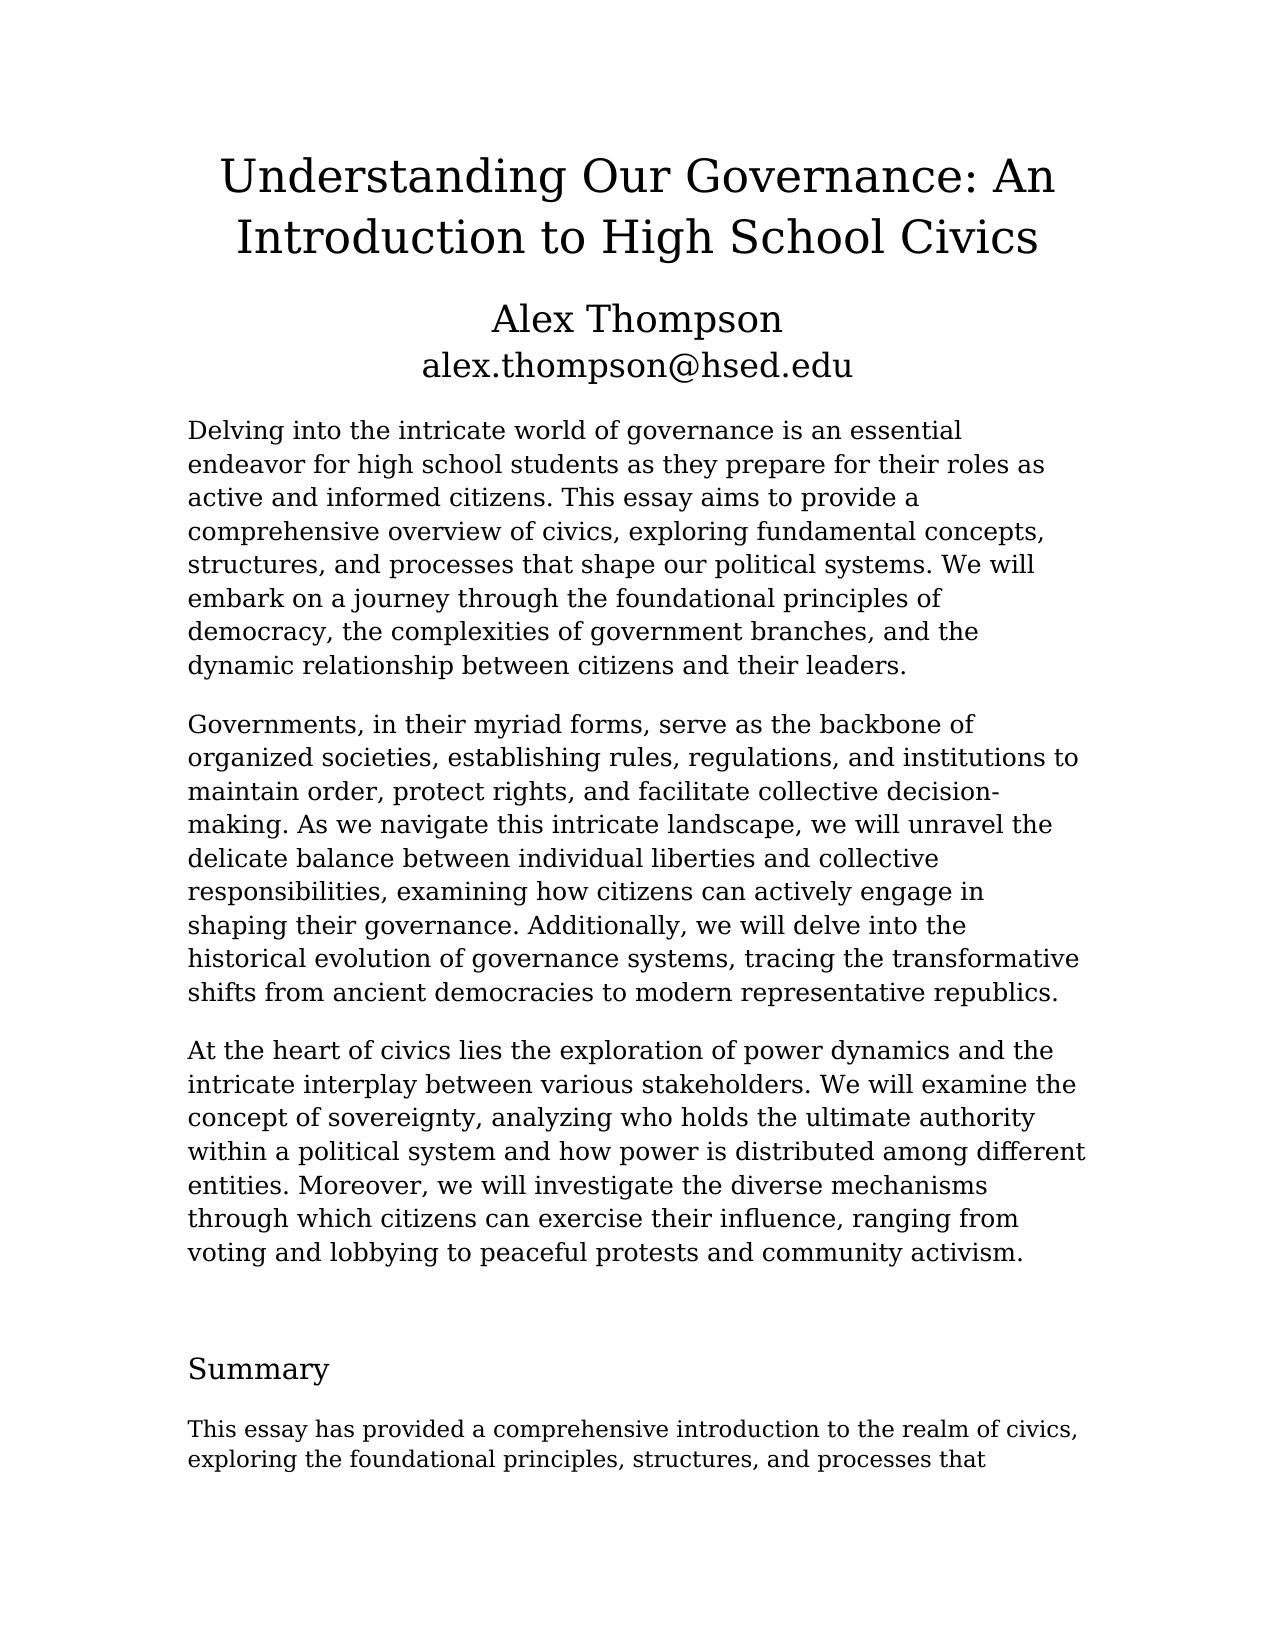 Understanding Our Governance: An
Introduction to High School Civics
Alex Thompson
alex.thompson@hsed.edu
Delving into the intricate world of governance is an essential
endeavor for high school students as they prepare for their roles as
active and informed citizens. This essay aims to provide a
comprehensive overview of civics, exploring fundamental concepts,
structures, and processes that shape our political systems. We will
embark on a journey through the foundational principles of
democracy, the complexities of government branches, and the
dynamic relationship between citizens and their leaders.
Governments, in their myriad forms, serve as the backbone of
organized societies, establishing rules, regulations, and institutions to
maintain order, protect rights, and facilitate collective decision-
making. As we navigate this intricate landscape, we will unravel the
delicate balance between individual liberties and collective
responsibilities, examining how citizens can actively engage in
shaping their governance. Additionally, we will delve into the
historical evolution of governance systems, tracing the transformative
shifts from ancient democracies to modern representative republics.
At the heart of civics lies the exploration of power dynamics and the
intricate interplay between various stakeholders. We will examine the
concept of sovereignty, analyzing who holds the ultimate authority
within a political system and how power is distributed among different
entities. Moreover, we will investigate the diverse mechanisms
through which citizens can exercise their influence, ranging from
voting and lobbying to peaceful protests and community activism.
Summary
This essay has provided a comprehensive introduction to the realm of civics,
exploring the foundational principles, structures, and processes that